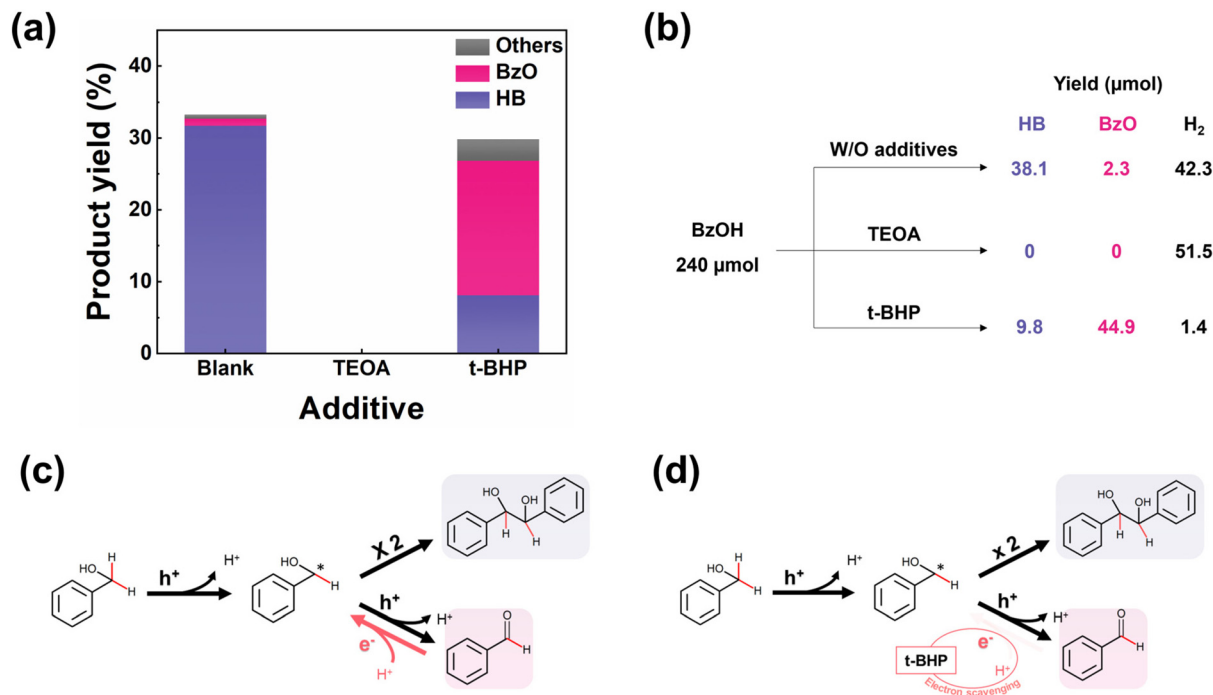 (a)
Product yield (%)
40
30
20
10
0
Others
BzO
HB
Blank
TEOA
t-BHP
Additive
(b)
Yield (μmol)
HB
BzO
H₂
W/O additives
38.1
2.3
42.3
BzOH
240 μmol
TEOA
0
0
51.5
t-BHP
9.8
44.9
1.4
(c)
HO
H
H
h⁺
H⁺
HO
*
H
X 2
HO
OH
H
H
h⁺
H⁺
e⁻
H⁺
O
H
(d)
HO
H
H
h⁺
H⁺
HO
*
H
x 2
HO
OH
H
H
h⁺
H⁺
e⁻
H⁺
t-BHP
Electron scavenging
O
H